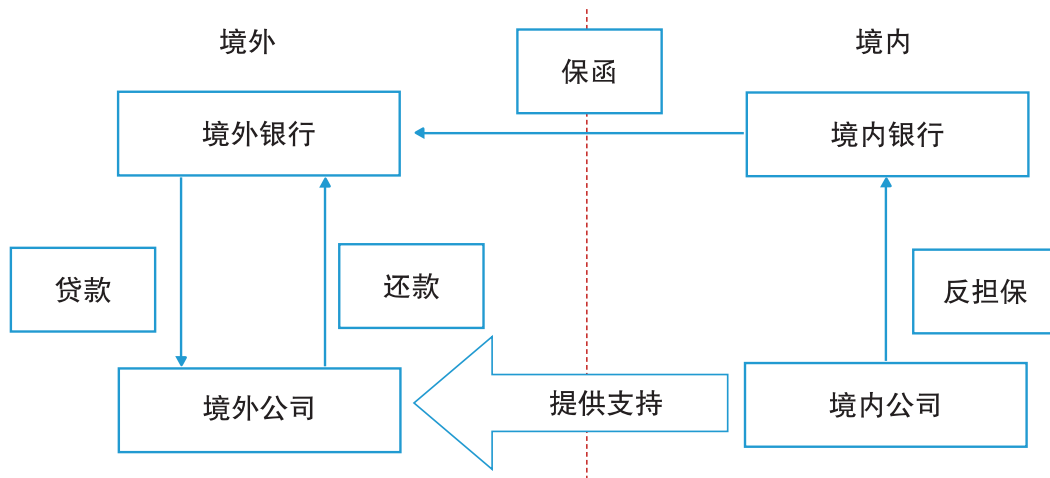 境外
境内
保函
境外银行
境内银行
贷款
还款
反担保
境外公司
提供支持
境内公司